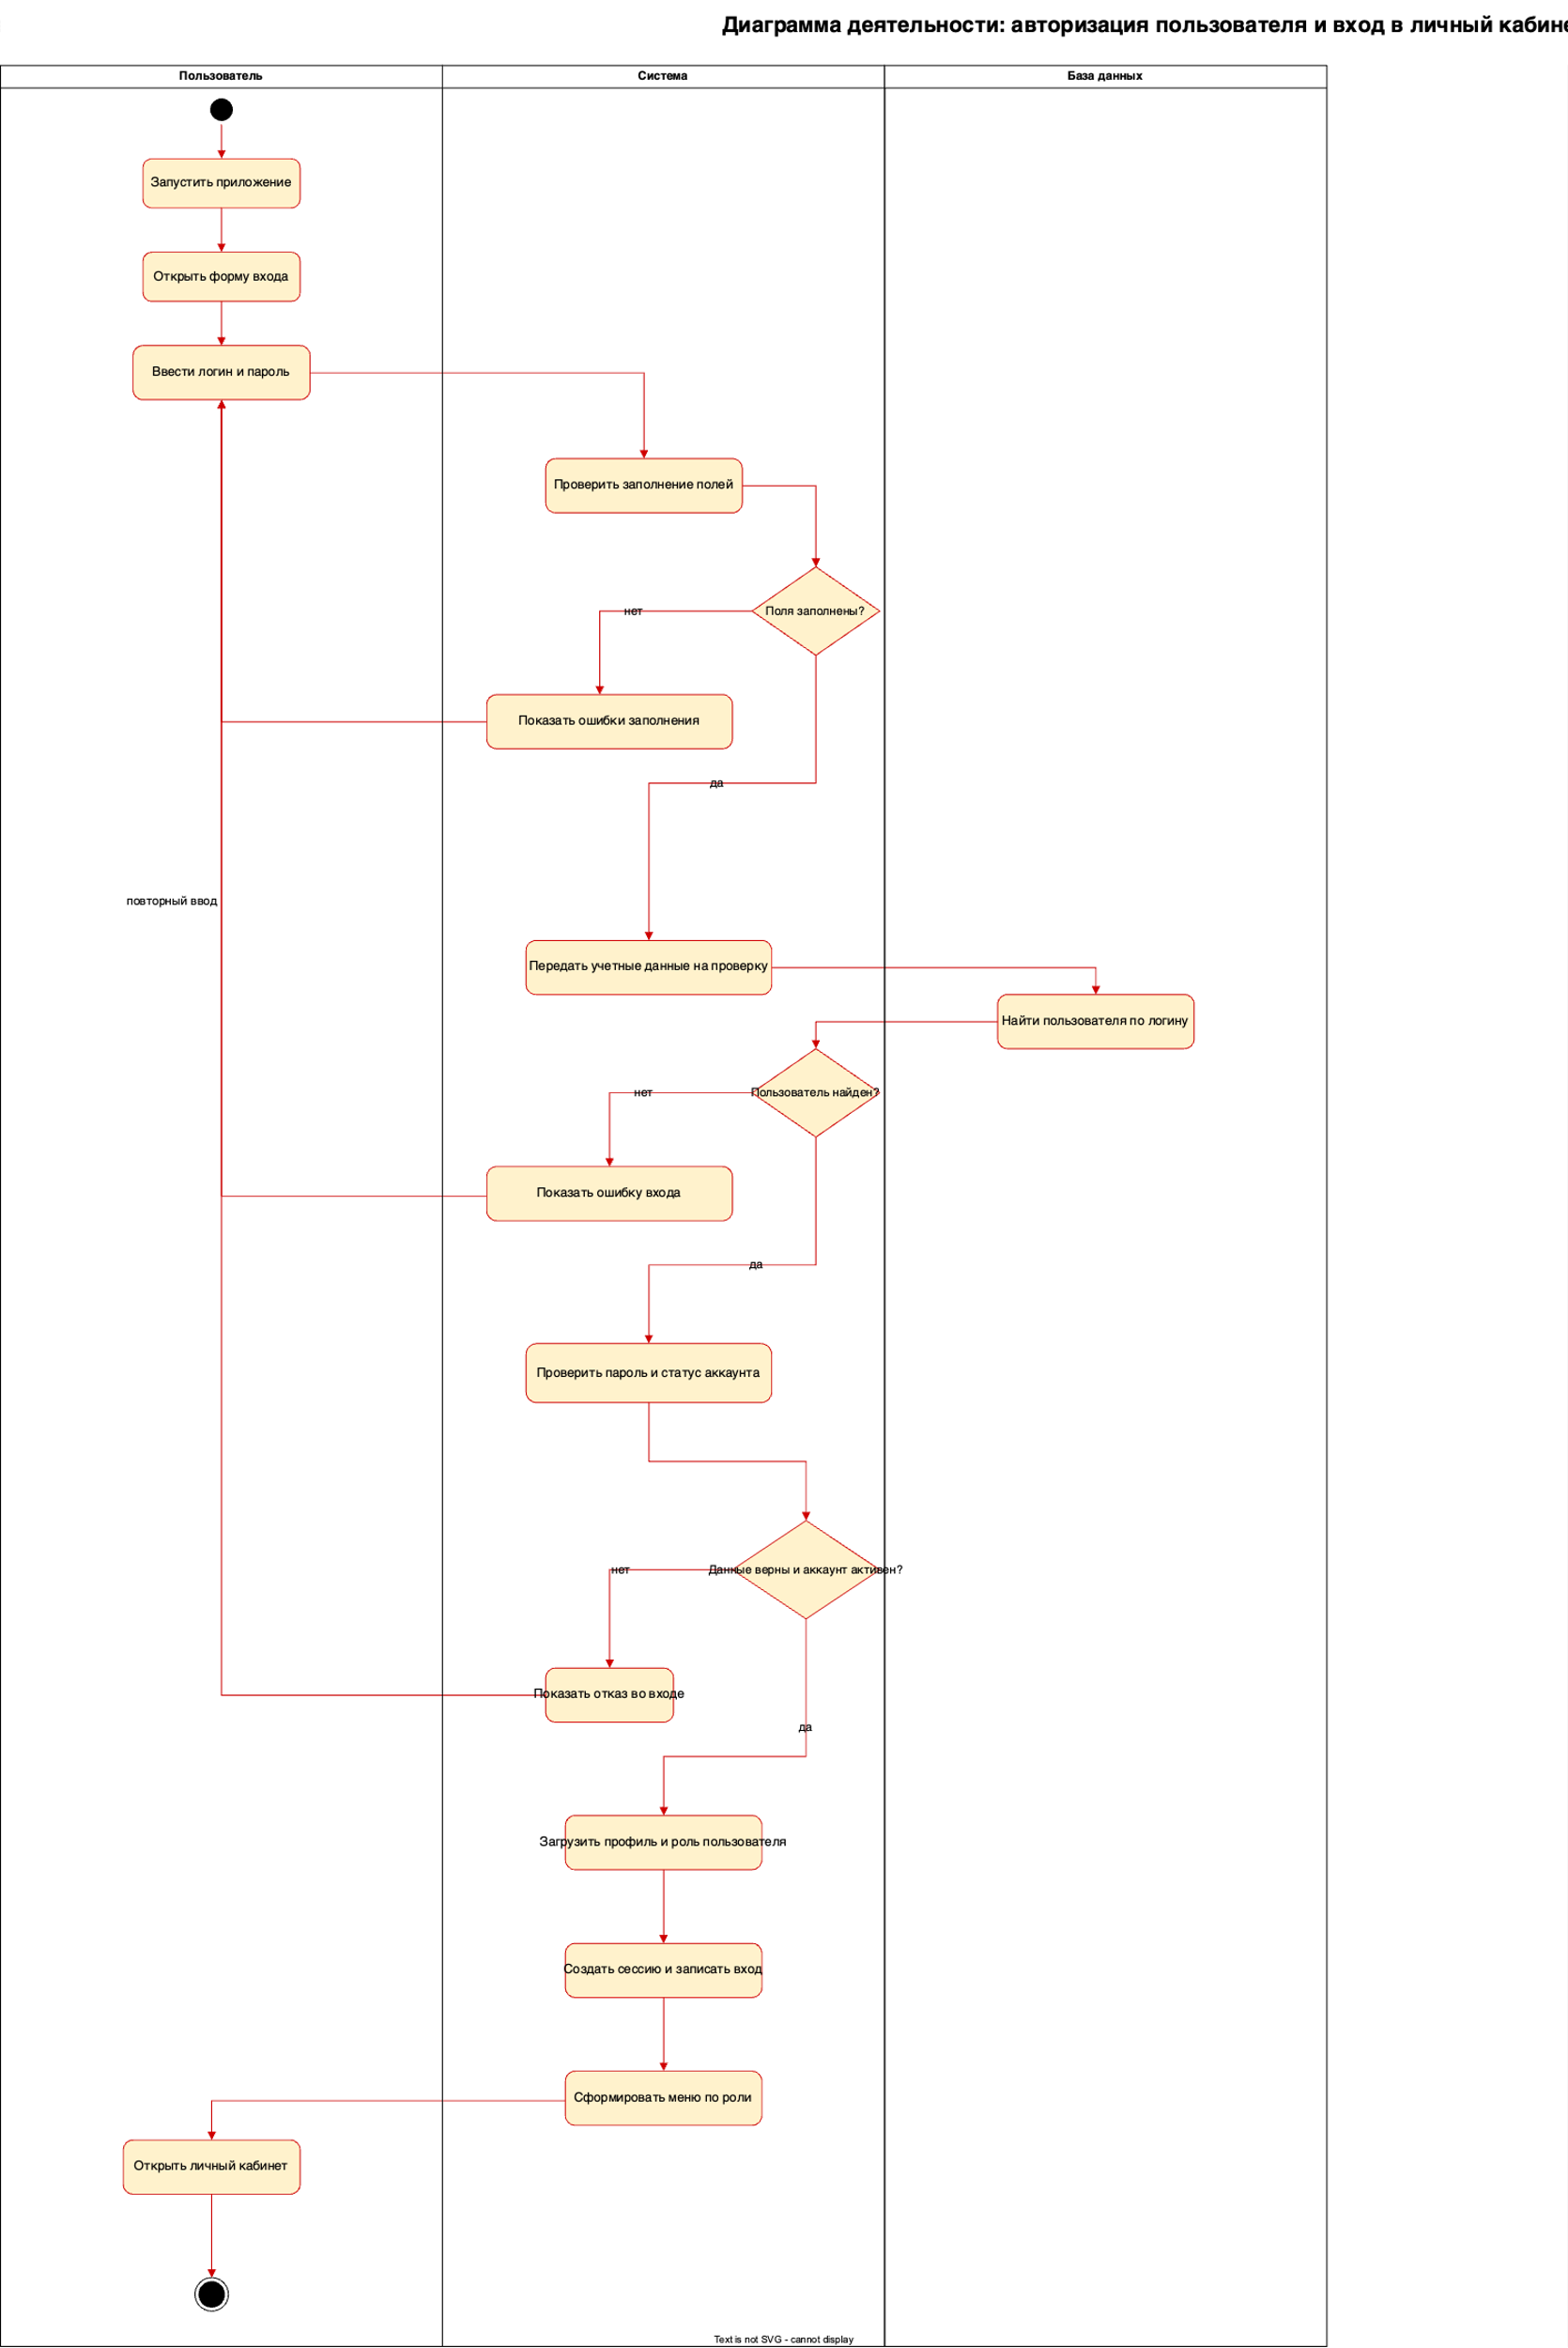 Диаграмма деятельности: авторизация пользователя и вход в личный кабине
Пользователь
Система
База данных
Запустить приложение
Открыть форму входа
Ввести логин и пароль
Проверить заполнение полей
Поля заполнены?
нет
Показать ошибки заполнения
да
повторный ввод
Передать учетные данные на проверку
Найти пользователя по логину
Пользователь найден?
нет
Показать ошибку входа
да
Проверить пароль и статус аккаунта
Данные верны и аккаунт активен?
нет
Показать отказ во входе
да
Загрузить профиль и роль пользователя
Создать сессию и записать вход
Сформировать меню по роли
Открыть личный кабинет
Text is not SVG - cannot display